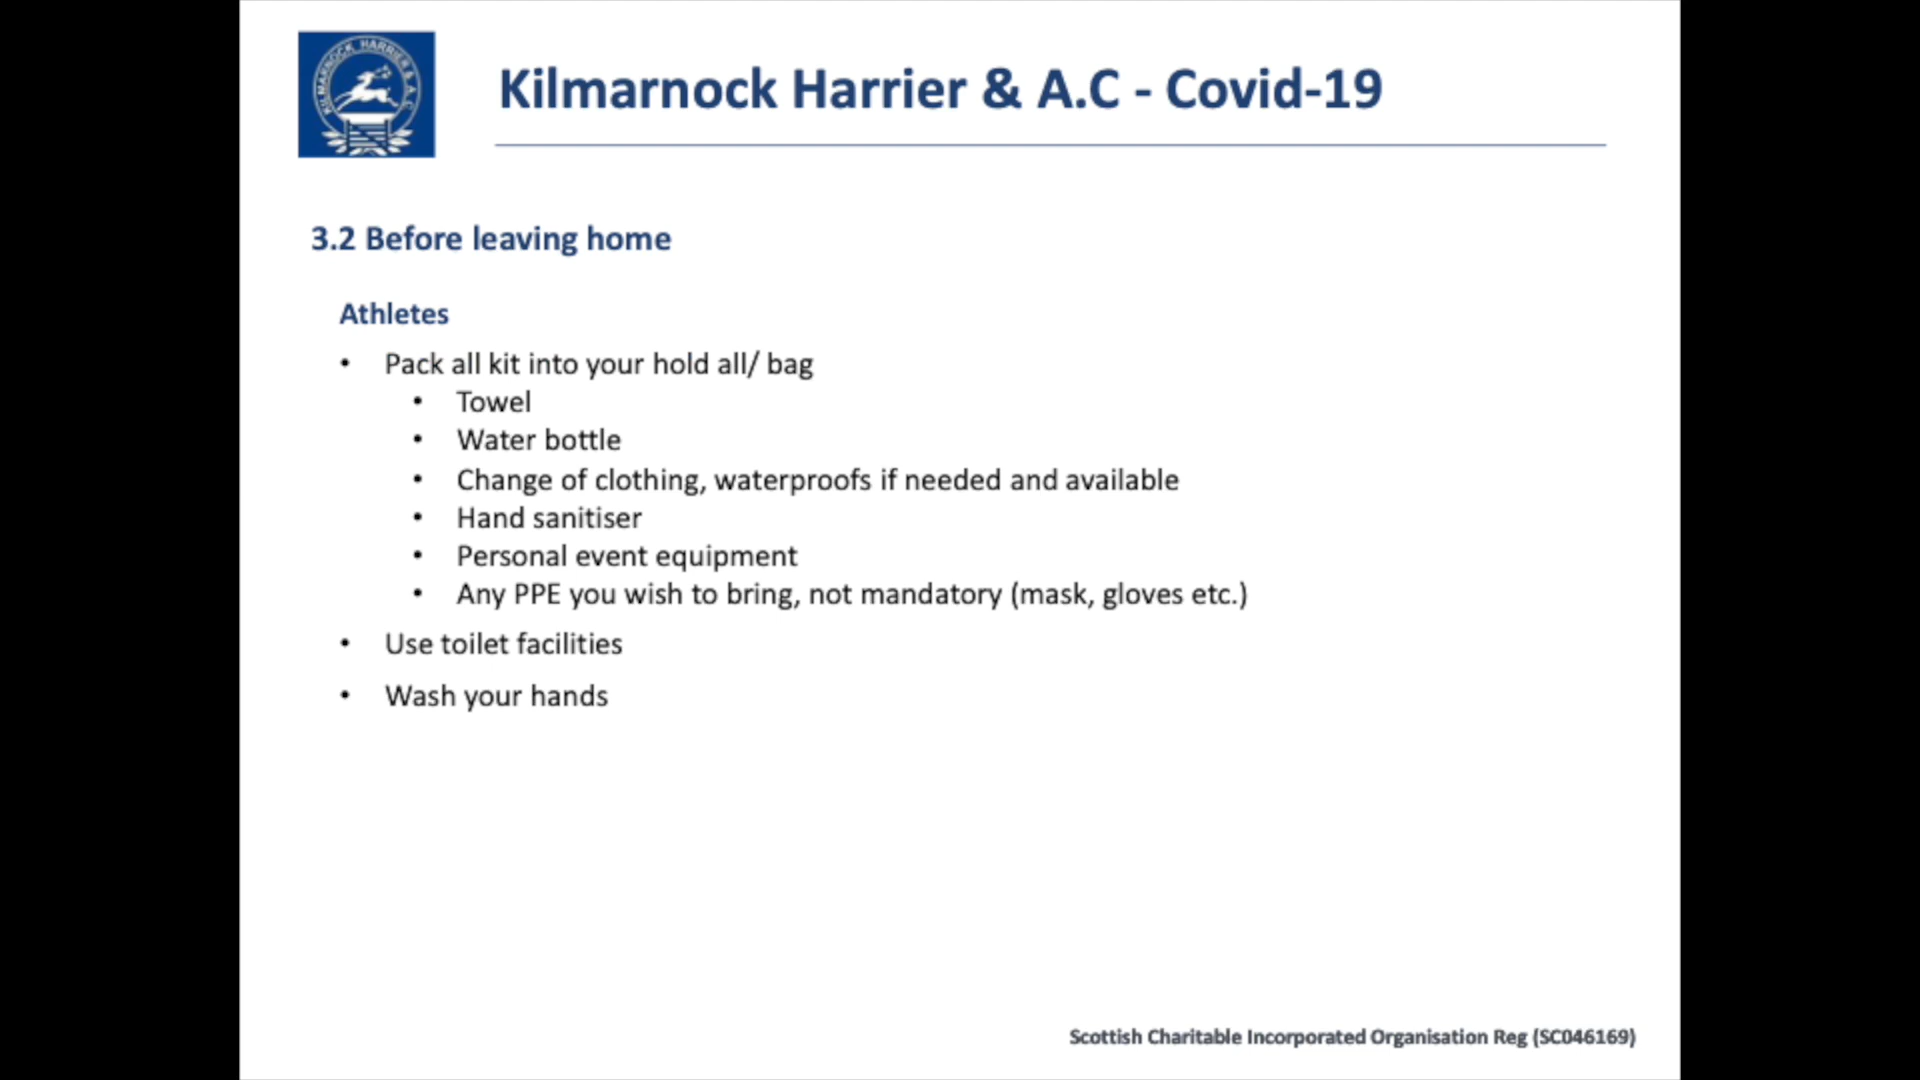 KILMARNOCK HARRIER & A.C
Kilmarnock Harrier & A.C - Covid-19
3.2 Before leaving home
Athletes
• Pack all kit into your hold all/ bag
• Towel
• Water bottle
• Change of clothing, waterproofs if needed and available
• Hand sanitiser
• Personal event equipment
• Any PPE you wish to bring, not mandatory (mask, gloves etc.)
• Use toilet facilities
• Wash your hands
Scottish Charitable Incorporated Organisation Reg (SC046169)